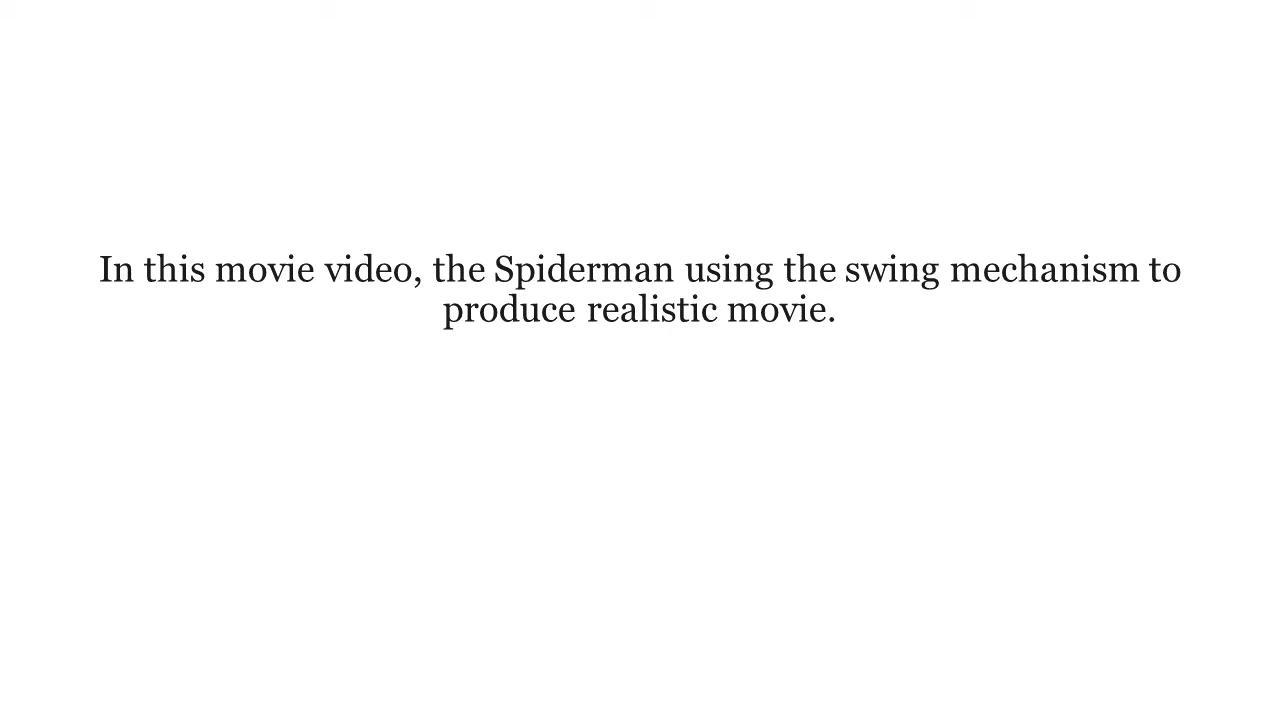 In this movie video, the Spiderman using the swing mechanism to
produce realistic movie.